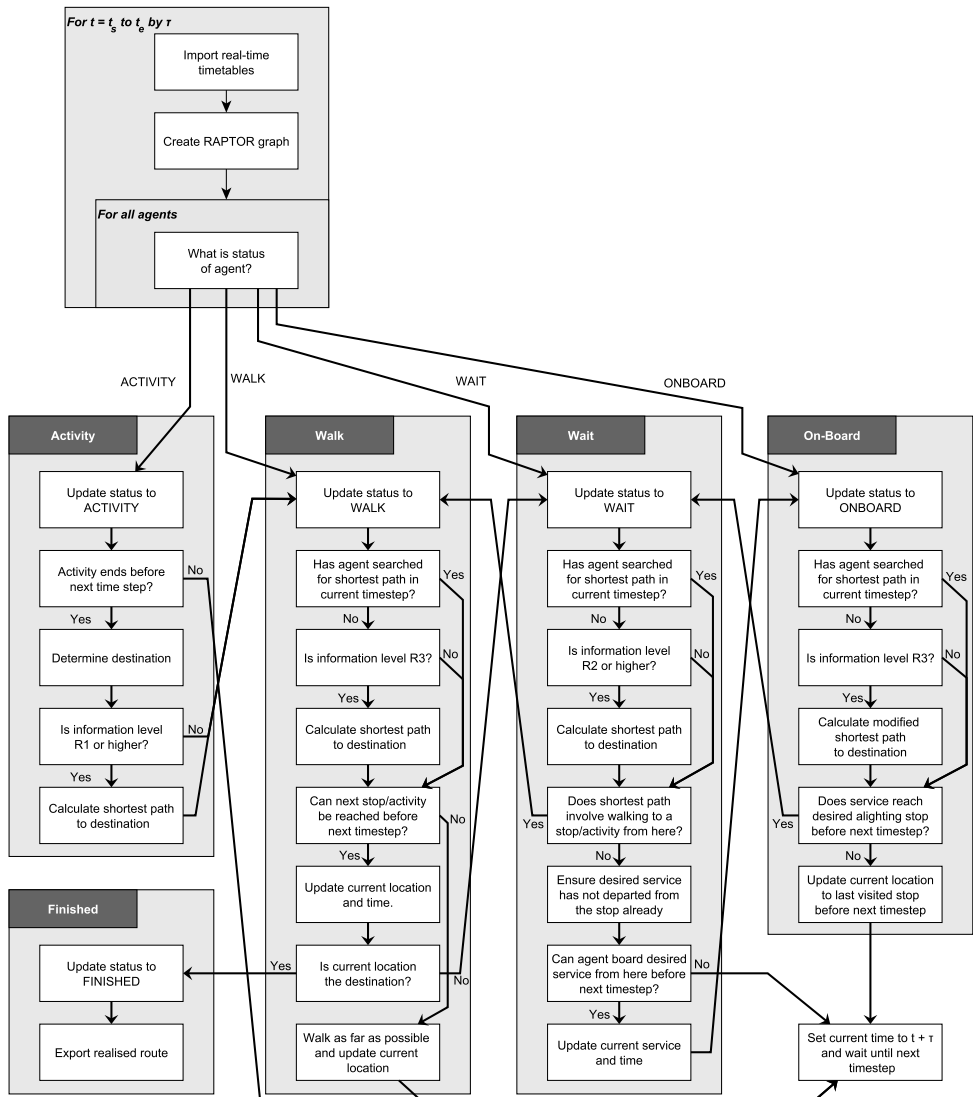 For t = ts to te by τ
Import real-time
timetables
Create RAPTOR graph
For all agents
What is status
of agent?
ACTIVITY
WALK
WAIT
ONBOARD
Activity
Update status to
ACTIVITY
Activity ends before
next time step?
No
Yes
Determine destination
Is information level
R1 or higher?
No
Yes
Calculate shortest path
to destination
Finished
Update status to
FINISHED
Export realised route
Walk
Update status to
WALK
Has agent searched
for shortest path in
current timestep?
Yes
No
Is information level R3?
No
Yes
Calculate shortest path
to destination
Can next stop/activity
be reached before
next timestep?
No
Yes
Update current location
and time.
Is current location
the destination?
Yes
No
Walk as far as possible
and update current
location
Wait
Update status to
WAIT
Has agent searched
for shortest path in
current timestep?
Yes
No
Is information level
R2 or higher?
No
Yes
Calculate shortest path
to destination
Does shortest path
involve walking to a
stop/activity from here?
Yes
No
Ensure desired service
has not departed from
the stop already
Can agent board desired
service from here before
next timestep?
No
Yes
Update current service
and time
On-Board
Update status to
ONBOARD
Has agent searched
for shortest path in
current timestep?
Yes
No
Is information level R3?
No
Yes
Calculate modified
shortest path
to destination
Does service reach
desired alighting stop
before next timestep?
Yes
No
Update current location
to last visited stop
before next timestep
Set current time to t + τ
and wait until next
timestep